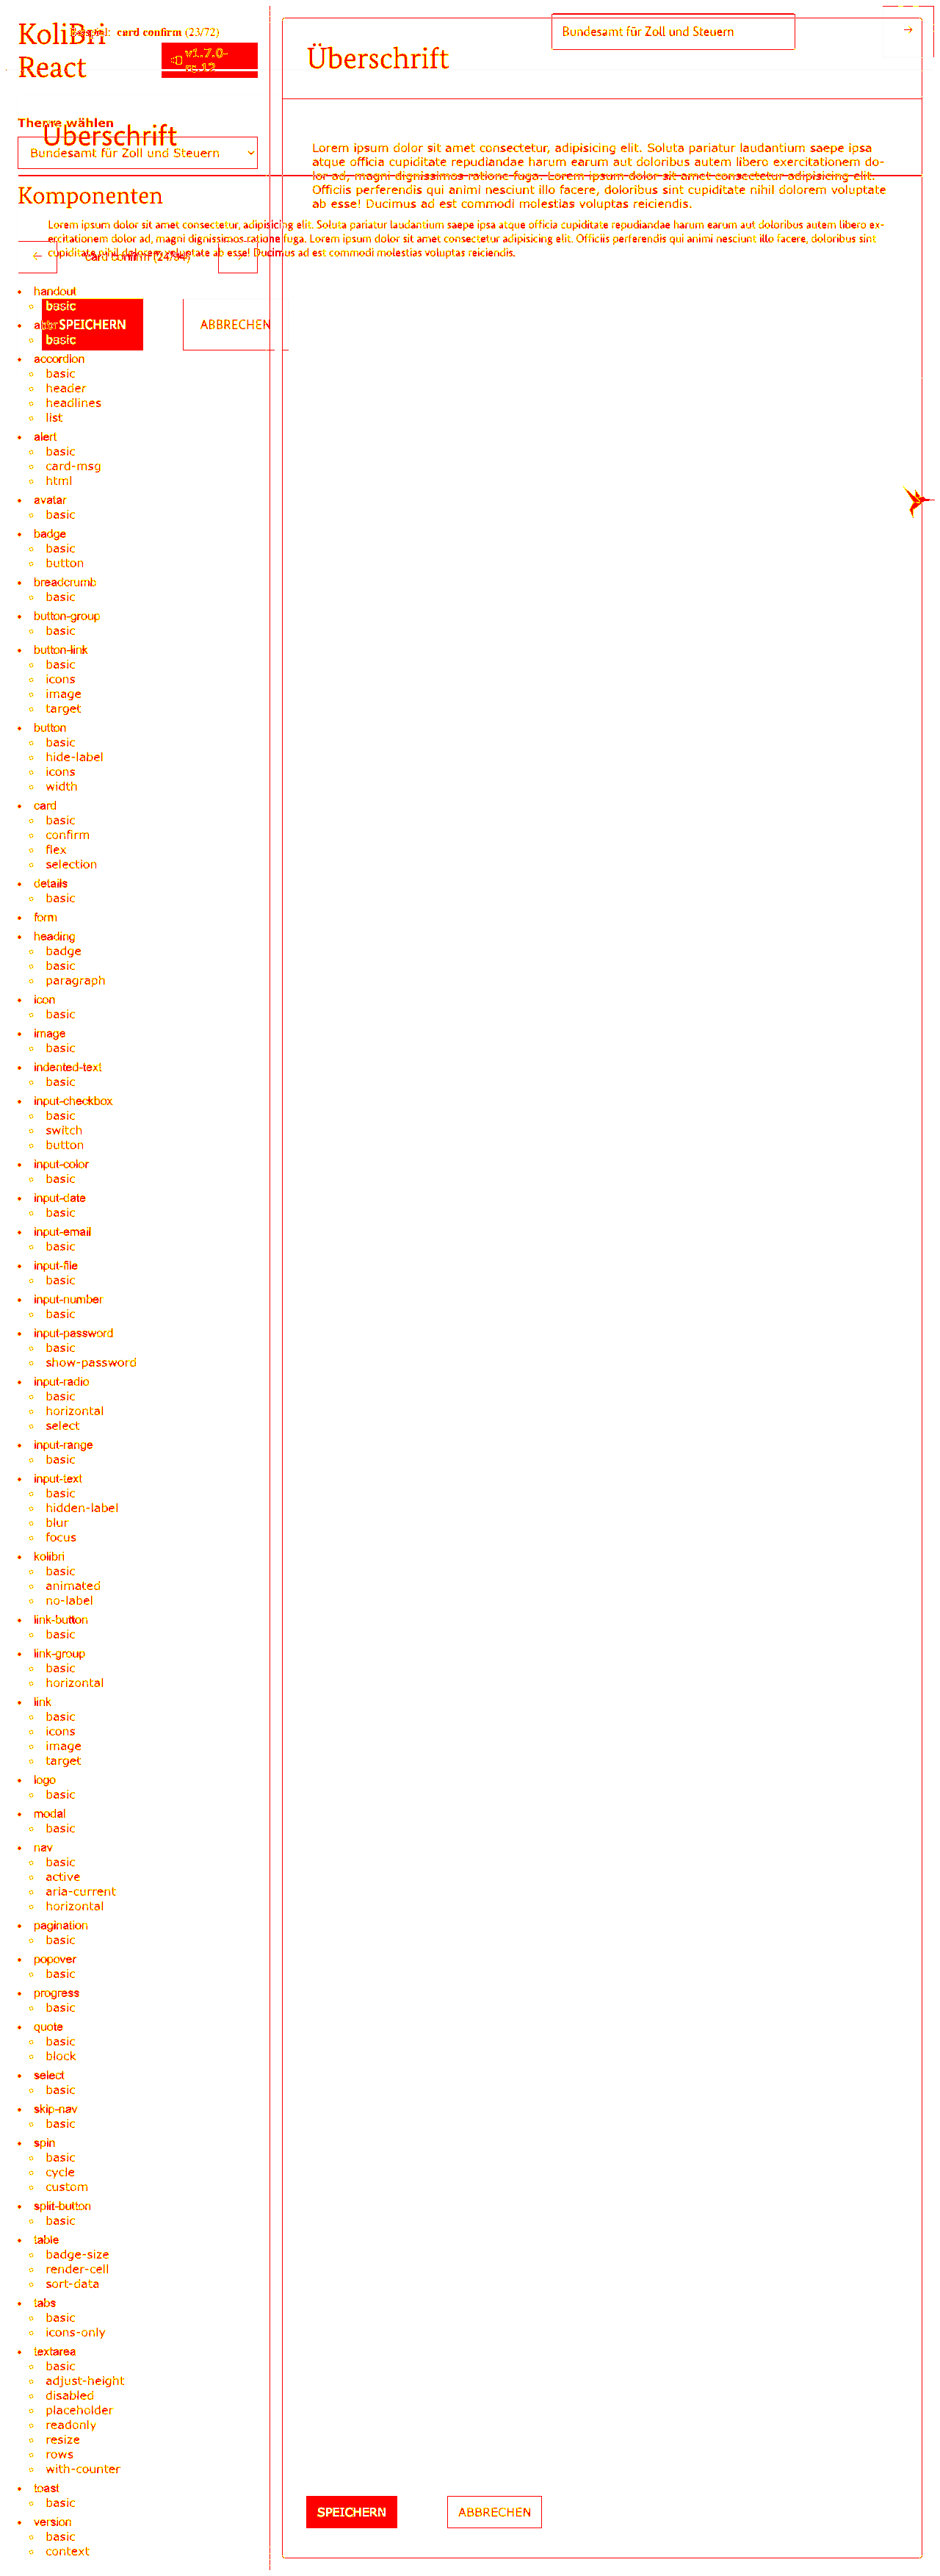 KoliBri
React
Beispiel: card confirm (23/72)
v1.7.0-
rc.12
Bundesamt für Zoll und Steuern
→
Überschrift
Theme wählen
Überschrift
Bundesamt für Zoll und Steuern
Komponenten
Lorem ipsum dolor sit amet consectetur, adipisicing elit. Soluta pariatur laudantium saepe ipsa
atque officia cupiditate repudiandae harum earum aut doloribus autem libero exercitationem do-
lor ad, magni dignissimos ratione fuga. Lorem ipsum dolor sit amet consectetur adipisicing elit.
Officiis perferendis qui animi nesciunt illo facere, doloribus sint cupiditate nihil dolorem voluptate
ab esse! Ducimus ad est commodi molestias voluptas reiciendis.
Lorem ipsum dolor sit amet consectetur, adipisicing elit. Soluta pariatur laudantium saepe ipsa atque officia cupiditate repudiandae harum earum aut doloribus autem libero ex-
ercitationem dolor ad, magni dignissimos ratione fuga. Lorem ipsum dolor sit amet consectetur adipisicing elit. Officiis perferendis qui animi nesciunt illo facere, doloribus sint
cupiditate nihil dolorem voluptate ab esse! Ducimus ad est commodi molestias voluptas reiciendis.
← card confirm (24/84) →
handout
basic
SPEICHERN
ABBRECHEN
basic
accordion
basic
header
headlines
list
alert
basic
card-msg
html
avatar
basic
badge
basic
button
breadcrumb
basic
button-group
basic
button-link
basic
icons
image
target
button
basic
hide-label
icons
width
card
basic
confirm
flex
selection
details
basic
form
heading
badge
basic
paragraph
icon
basic
image
basic
indented-text
basic
input-checkbox
basic
switch
button
input-color
basic
input-date
basic
input-email
basic
input-file
basic
input-number
basic
input-password
basic
show-password
input-radio
basic
horizontal
select
input-range
basic
input-text
basic
hidden-label
blur
focus
kolibri
basic
animated
no-label
link-button
basic
link-group
basic
horizontal
link
basic
icons
image
target
logo
basic
modal
basic
nav
basic
active
aria-current
horizontal
pagination
basic
popover
basic
progress
basic
quote
basic
block
select
basic
skip-nav
basic
spin
basic
cycle
custom
split-button
basic
table
badge-size
render-cell
sort-data
tabs
basic
icons-only
textarea
basic
adjust-height
disabled
placeholder
readonly
resize
rows
with-counter
toast
basic
version
basic
context
SPEICHERN
ABBRECHEN